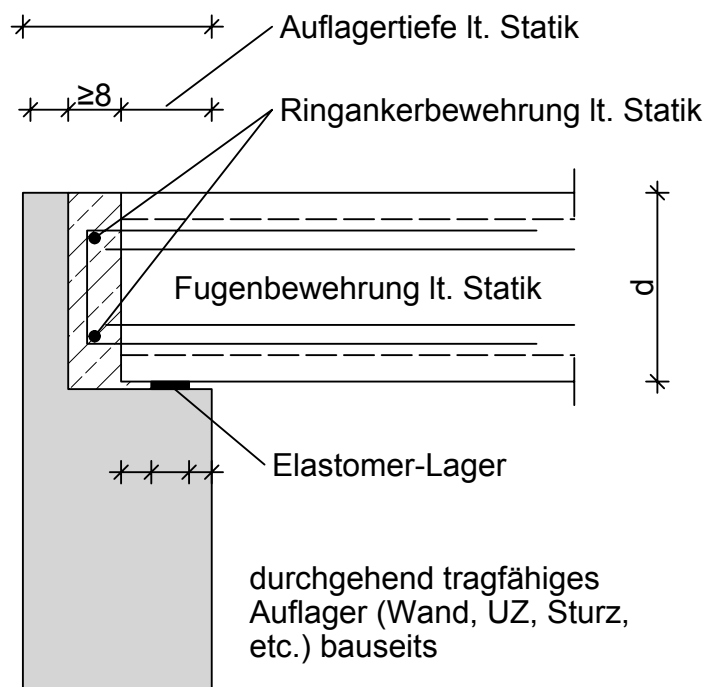 Auflagertiefe lt. Statik
≥8
Ringankerbewehrung lt. Statik
Fugenbewehrung lt. Statik
d
Elastomer-Lager
durchgehend tragfähiges
Auflager (Wand, UZ, Sturz,
etc.) bauseits